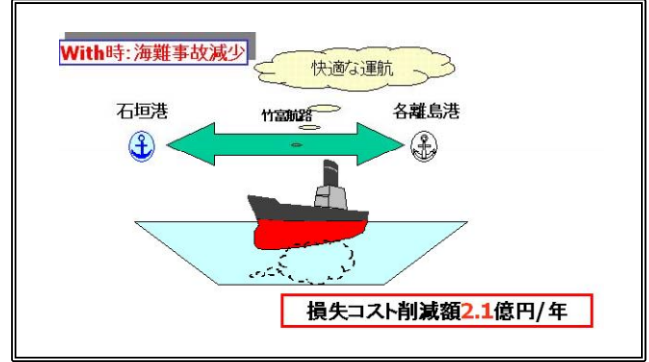 With時:海難事故減少
快適な運航
石垣港
竹富航路
各離島港
損失コスト削減額2.1億円/年